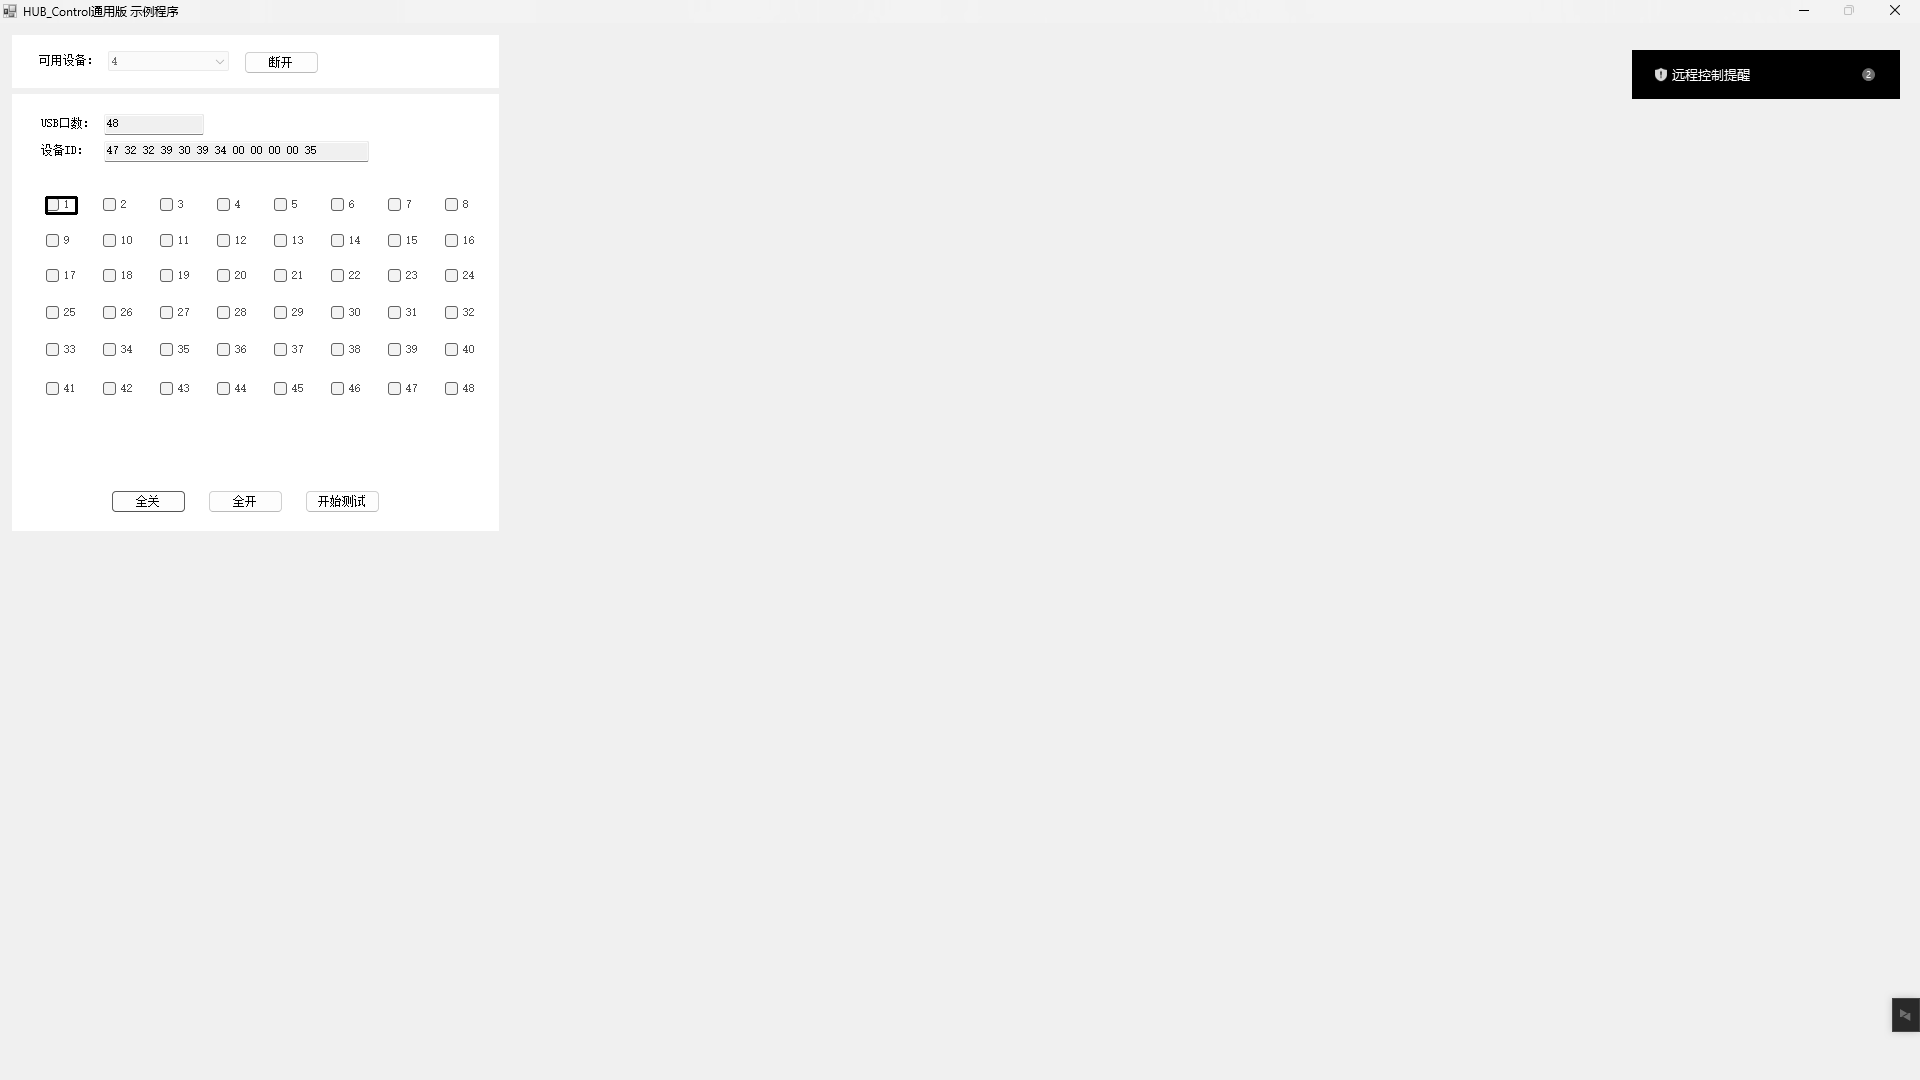 HUB_Control通用版 示例程序
可用设备： 4 断开
远程控制提醒 2
USB口数： 48
设备ID： 47 32 32 39 30 39 34 00 00 00 00 35
1 2 3 4 5 6 7 8
9 10 11 12 13 14 15 16
17 18 19 20 21 22 23 24
25 26 27 28 29 30 31 32
33 34 35 36 37 38 39 40
41 42 43 44 45 46 47 48
全关 全开 开始测试